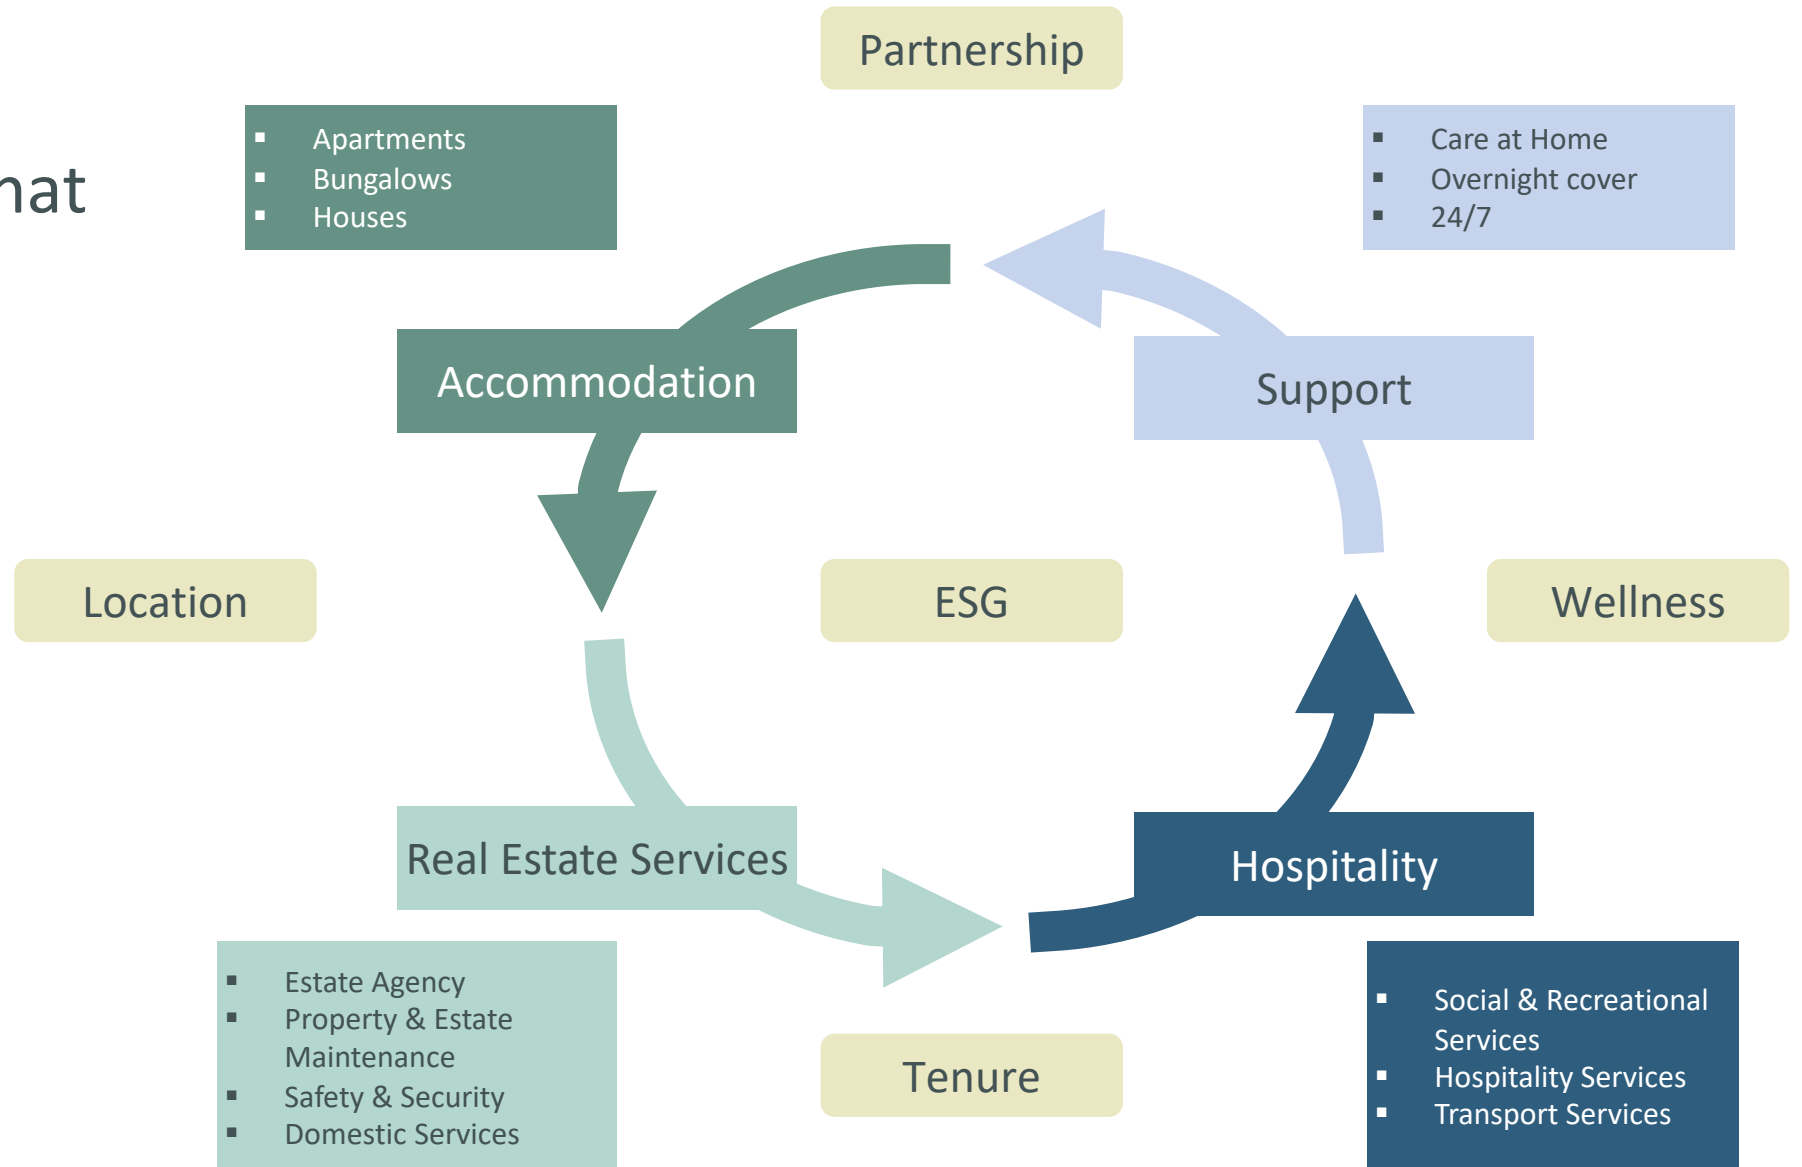 Partnership
▪ Apartments
▪ Bungalows
▪ Houses
▪ Care at Home
▪ Overnight cover
▪ 24/7
Accommodation
Support
Location
ESG
Wellness
Real Estate Services
Hospitality
▪ Estate Agency
▪ Property & Estate
Maintenance
▪ Safety & Security
▪ Domestic Services
Tenure
▪ Social & Recreational
Services
▪ Hospitality Services
▪ Transport Services